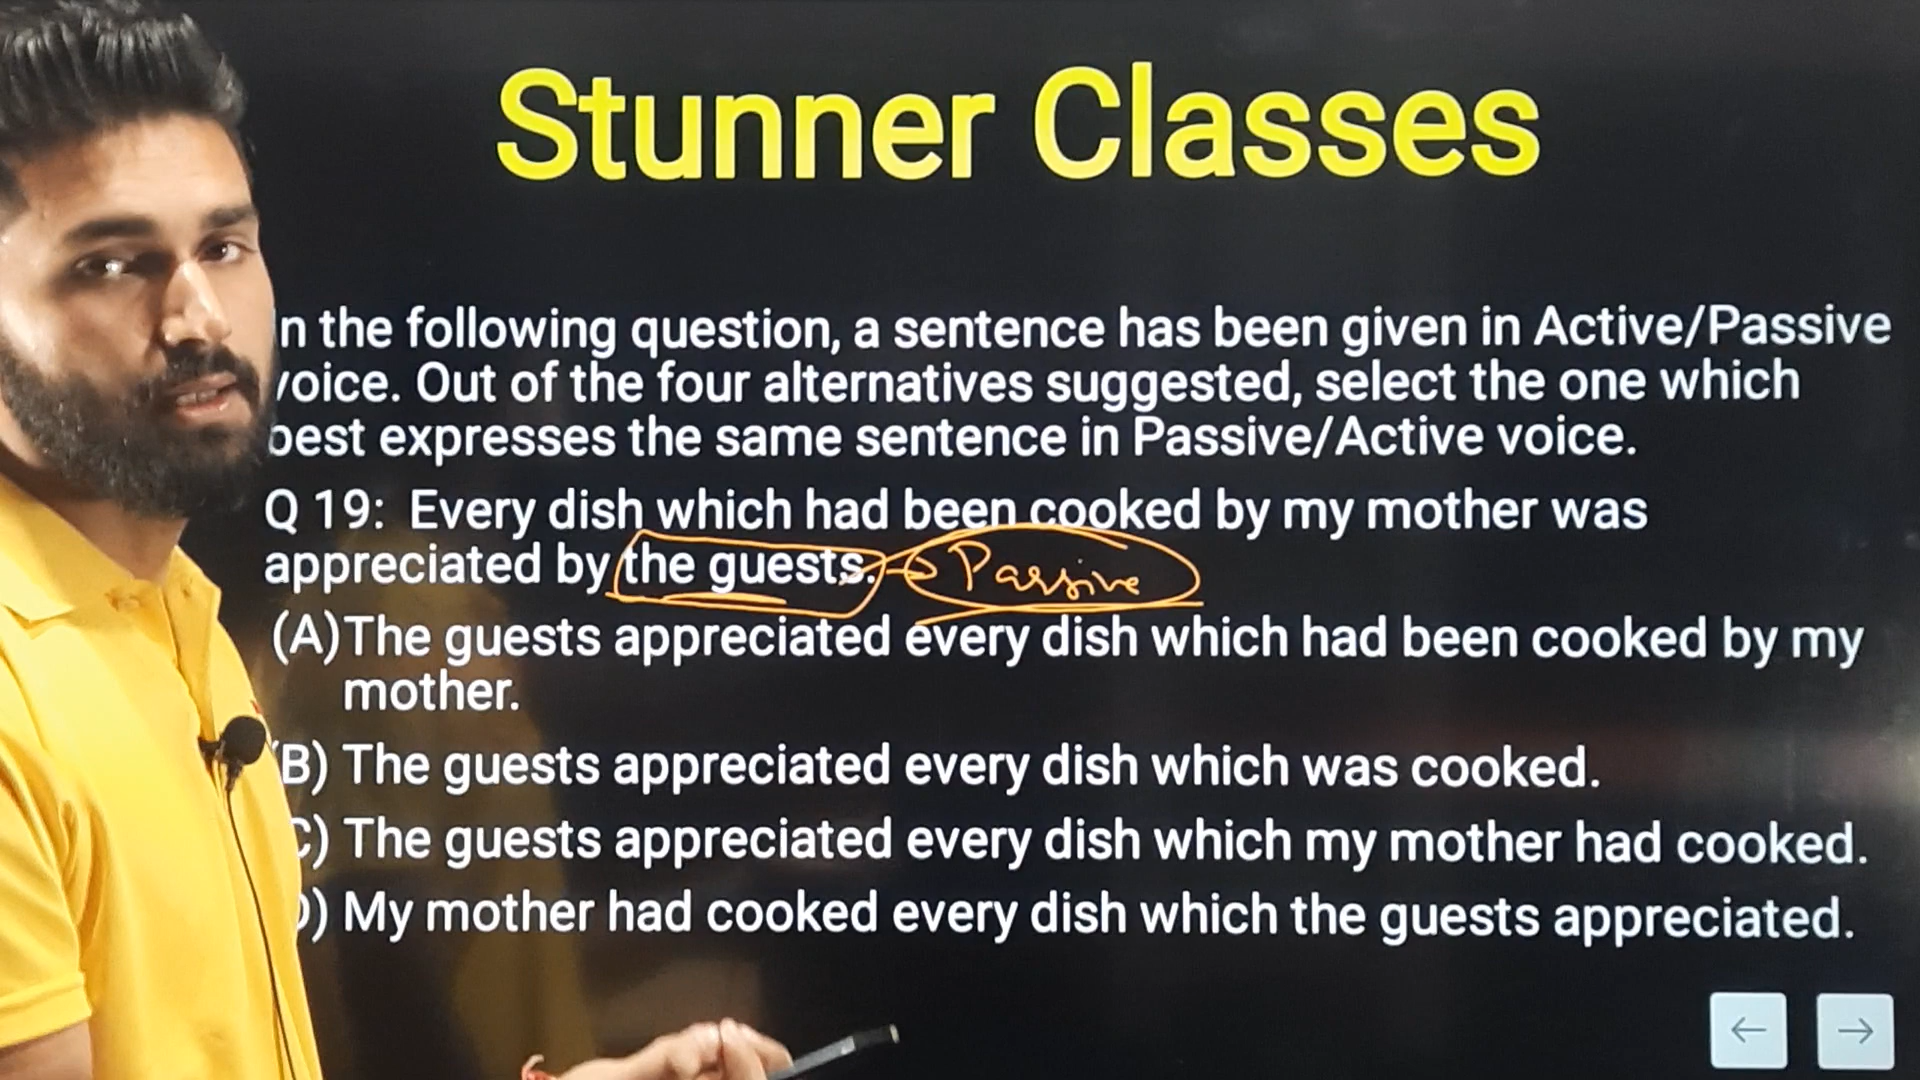 Stunner Classes
n the following question, a sentence has been given in Active/Passive
voice. Out of the four alternatives suggested, select the one which
best expresses the same sentence in Passive/Active voice.
Q 19: Every dish which had been cooked by my mother was
appreciated by the guests. Passive
(A) The guests appreciated every dish which had been cooked by my
mother.
(B) The guests appreciated every dish which was cooked.
C) The guests appreciated every dish which my mother had cooked.
D) My mother had cooked every dish which the guests appreciated.